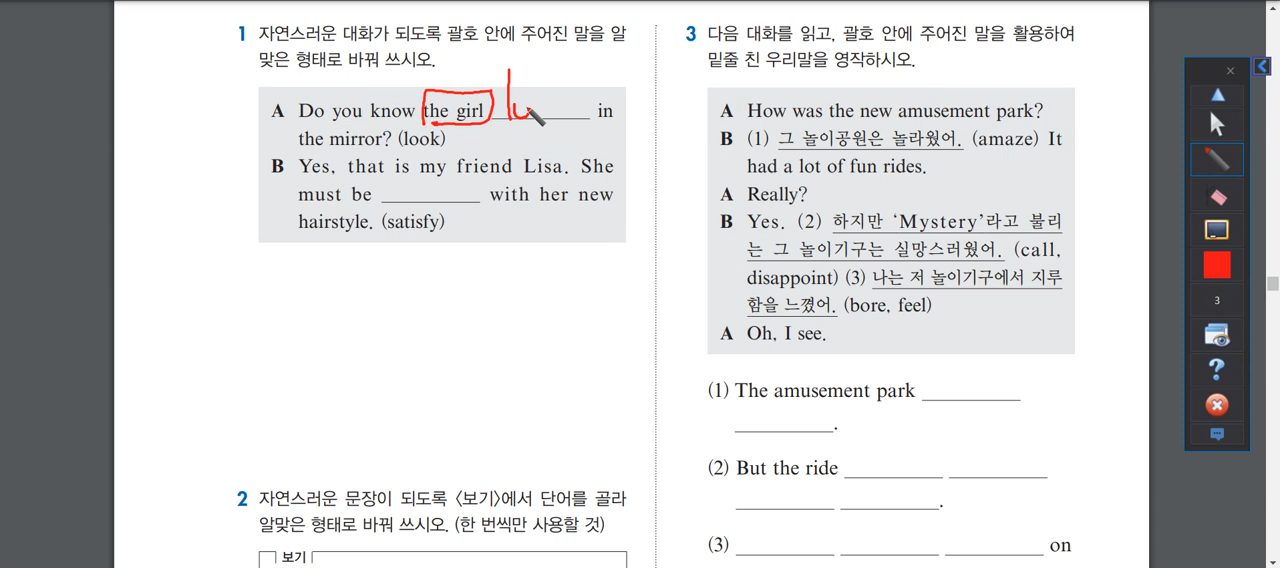 1 자연스러운 대화가 되도록 괄호 안에 주어진 말을 알
맞은 형태로 바꿔 쓰시오.
A Do you know the girl __________ in
the mirror? (look)
B Yes, that is my friend Lisa. She
must be __________ with her new
hairstyle. (satisfy)
2 자연스러운 문장이 되도록 〈보기〉에서 단어를 골라
알맞은 형태로 바꿔 쓰시오. (한 번씩만 사용할 것)
보기
3 다음 대화를 읽고, 괄호 안에 주어진 말을 활용하여
밑줄 친 우리말을 영작하시오.
A How was the new amusement park?
B (1) 그 놀이공원은 놀라웠어. (amaze) It
had a lot of fun rides.
A Really?
B Yes. (2) 하지만 ‘Mystery’라고 불리
는 그 놀이기구는 실망스러웠어. (call,
disappoint) (3) 나는 저 놀이기구에서 지루
함을 느꼈어. (bore, feel)
A Oh, I see.
(1) The amusement park __________
__________.
(2) But the ride __________ __________
__________ __________.
(3) __________ __________ __________ on
3